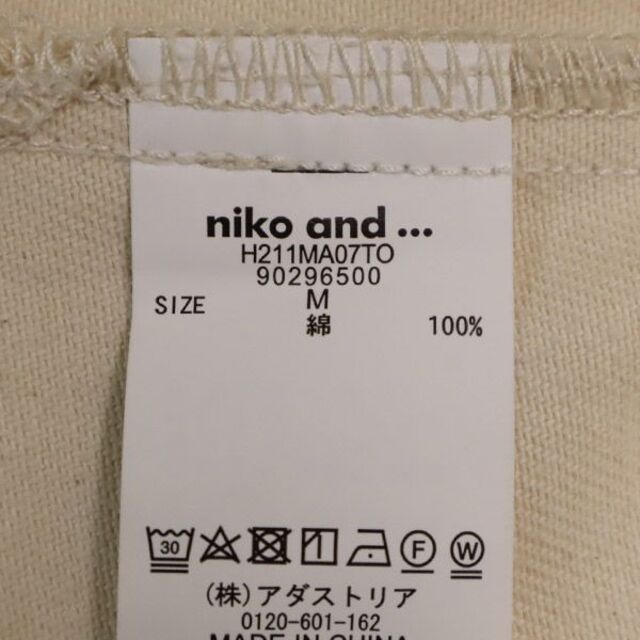 niko and ...
H211MA07TO
90296500
SIZE M
綿 100%
30 F W
(株)アダストリア
0120-601-162
MADE IN CHINA